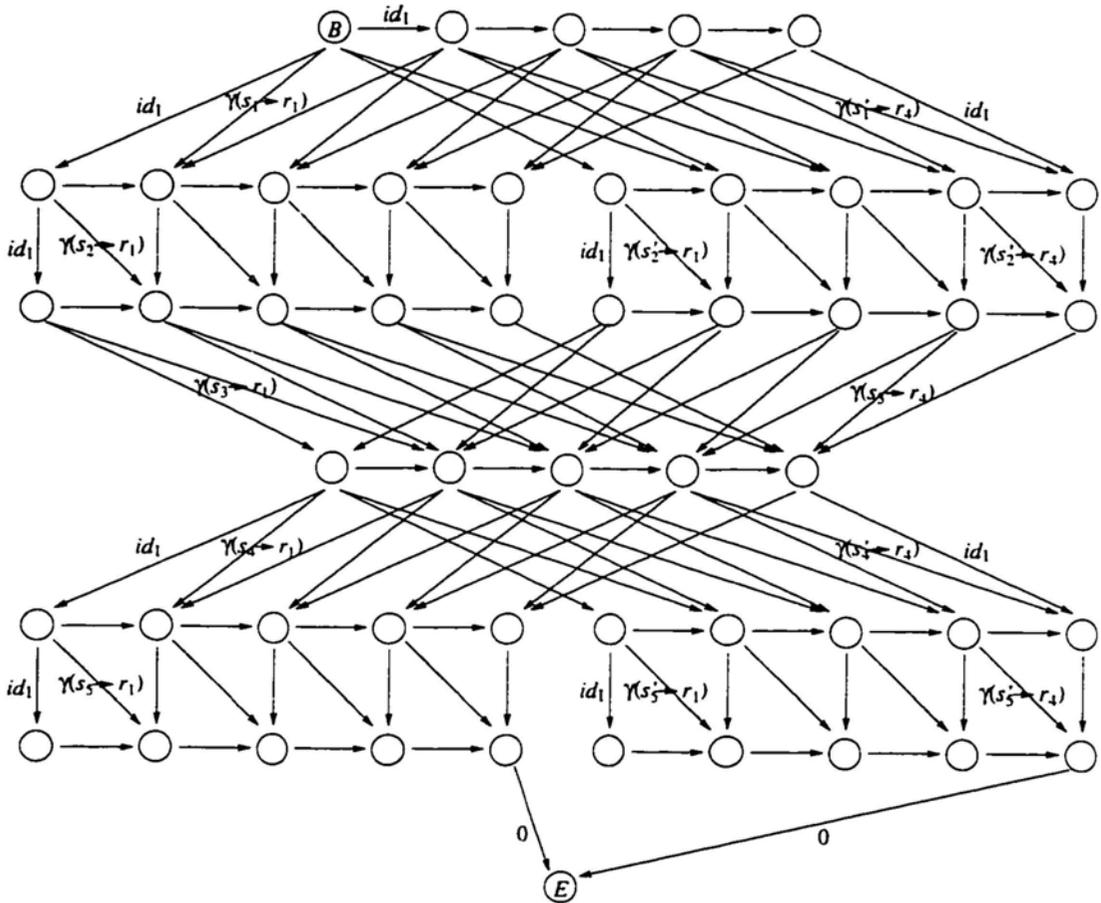 B id₁
id₁ γ(s₁→r₁) γ(s₁'→r₄) id₁
id₁ γ(s₂→r₁) id₁ γ(s₂'→r₁) γ(s₂'→r₄)
γ(s₃→r₁) γ(s₃→r₄)
id₁ γ(s₄→r₁) γ(s₄'→r₄) id₁
id₁ γ(s₅→r₁) id₁ γ(s₅'→r₁) γ(s₅'→r₄)
0 0
E